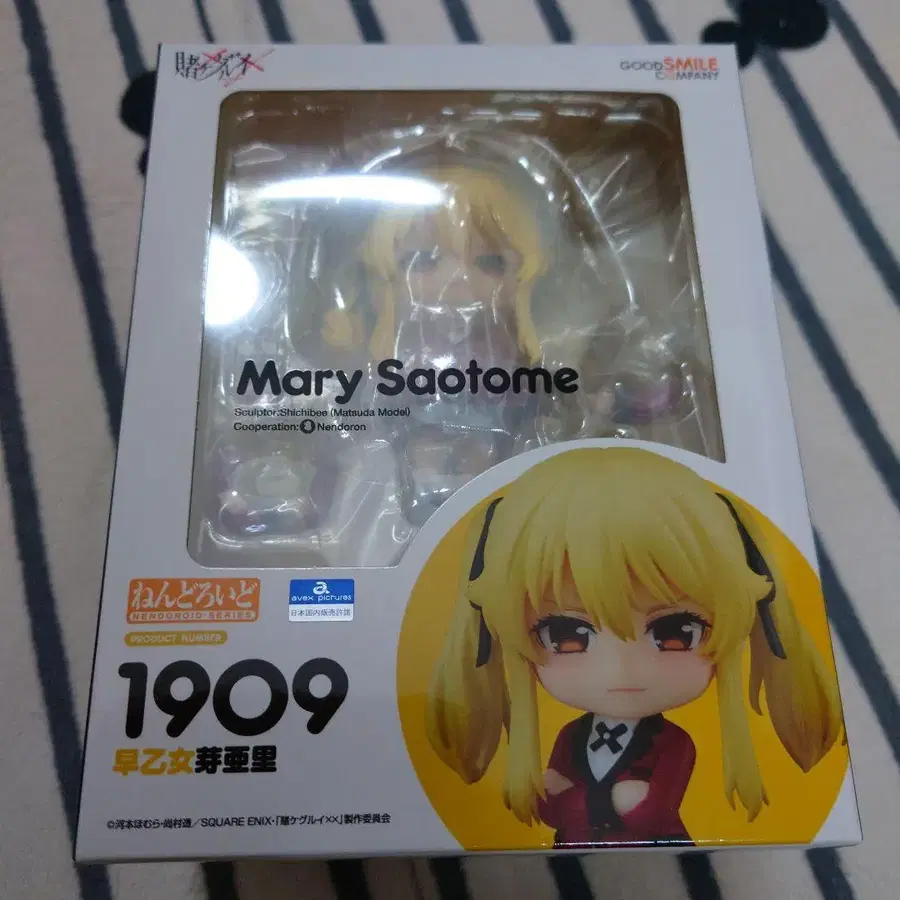 賭ケグルイ
××
GOOD SMILE
COMPANY
Mary Saotome
Sculptor:Shichibee (Matsuda Model)
Cooperation: Nendoron
ねんどろいど
NENDOROID SERIES
avex pictures
日本国内販売許諾
PRODUCT NUMBER
1909
早乙女芽亜里
©河本ほむら・尚村透/SQUARE ENIX・「賭ケグルイ××」製作委員会